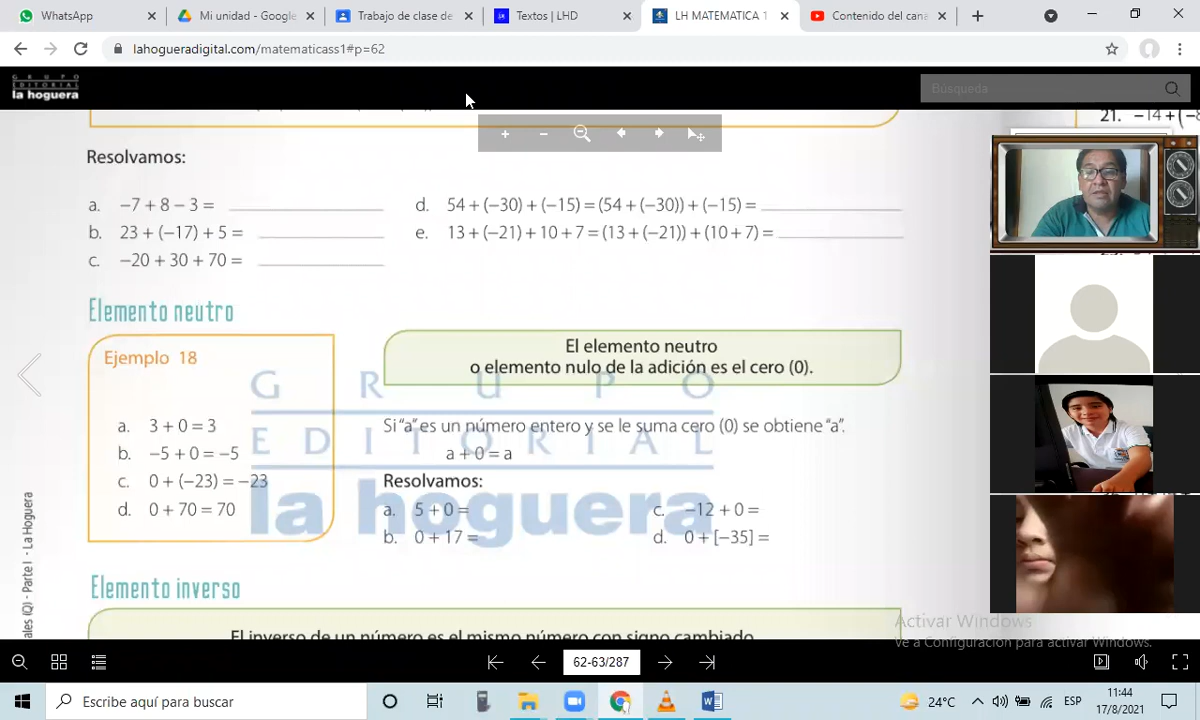 WhatsApp
Mi unidad - Google
Trabajo de clase de
Textos | LHD
LH MATEMATICA 1
Contenido del cana
lahogueradigital.com/matematicass1#p=62
GRUPO
EDITORIAL
la hoguera
Búsqueda
21. −14 + (−8
Resolvamos:
a. −7 + 8 − 3 =
b. 23 + (−17) + 5 =
c. −20 + 30 + 70 =
d. 54 + (−30) + (−15) = (54 + (−30)) + (−15) =
e. 13 + (−21) + 10 + 7 = (13 + (−21)) + (10 + 7) =
Elemento neutro
Ejemplo 18
a. 3 + 0 = 3
b. −5 + 0 = −5
c. 0 + (−23) = −23
d. 0 + 70 = 70
El elemento neutro
o elemento nulo de la adición es el cero (0).
Si “a” es un número entero y se le suma cero (0) se obtiene “a”.
a + 0 = a
Resolvamos:
a. 5 + 0 =
b. 0 + 17 =
c. −12 + 0 =
d. 0 + [−35] =
GRUPO
EDITORIAL
la hoguera
ales (Q) - Parte I - La Hoguera
Elemento inverso
El inverso de un número es el mismo número con signo cambiado
Activar Windows
Ve a Configuración para activar Windows.
62-63/287
Escribe aquí para buscar
24°C
ESP
11:44
17/8/2021